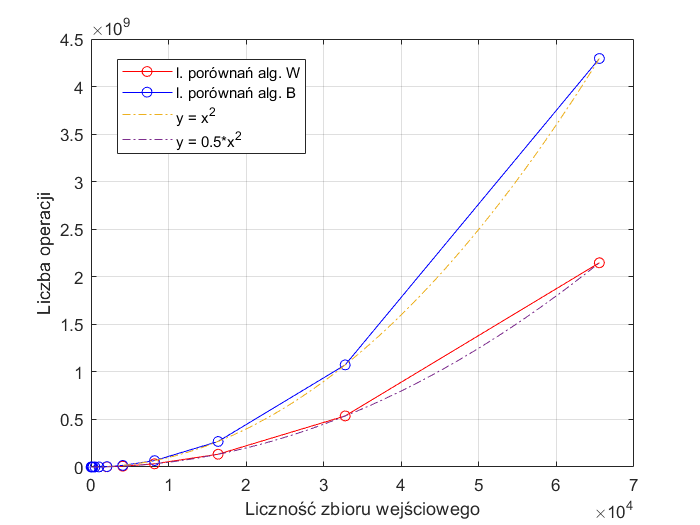 ×10^9
4.5
4
3.5
3
2.5
2
1.5
1
0.5
0
l. porównań alg. W
l. porównań alg. B
y = x^2
y = 0.5*x^2
Liczba operacji
0 1 2 3 4 5 6 7
Liczność zbioru wejściowego
×10^4